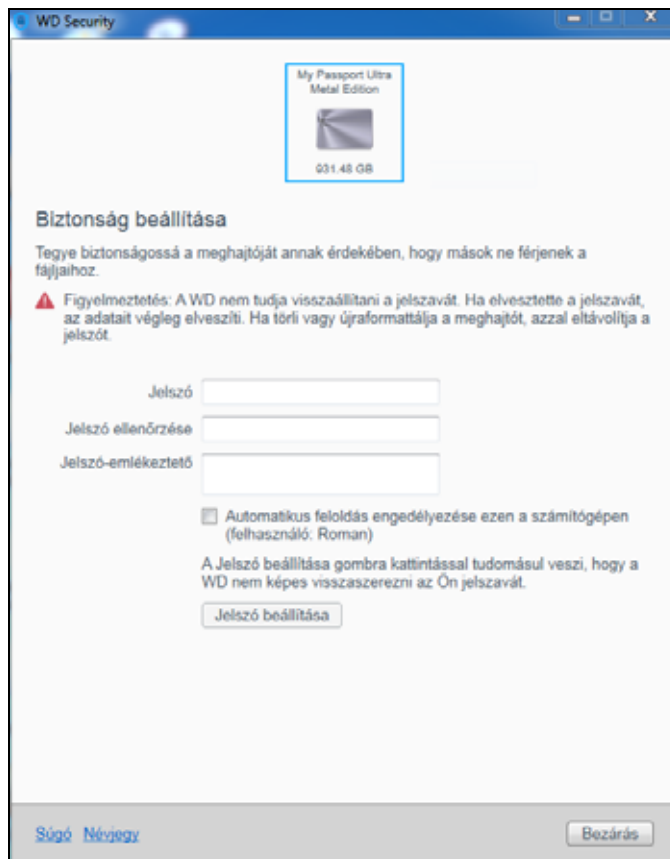 WD Security
My Passport Ultra
Metal Edition
931.48 GB
Biztonság beállítása
Tegye biztonságossá a meghajtóját annak érdekében, hogy mások ne férjenek a
fájljaihoz.
Figyelmeztetés: A WD nem tudja visszaállítani a jelszavát. Ha elvesztette a jelszavát,
az adatait végleg elveszíti. Ha törli vagy újraformattálja a meghajtót, azzal eltávolítja a
jelszót.
Jelszó
Jelszó ellenőrzése
Jelszó-emlékeztető
Automatikus feloldás engedélyezése ezen a számítógépen
(felhasználó: Roman)
A Jelszó beállítása gombra kattintással tudomásul veszi, hogy a
WD nem képes visszaszerezni az Ön jelszavát.
Jelszó beállítása
Súgó Névjegy
Bezárás